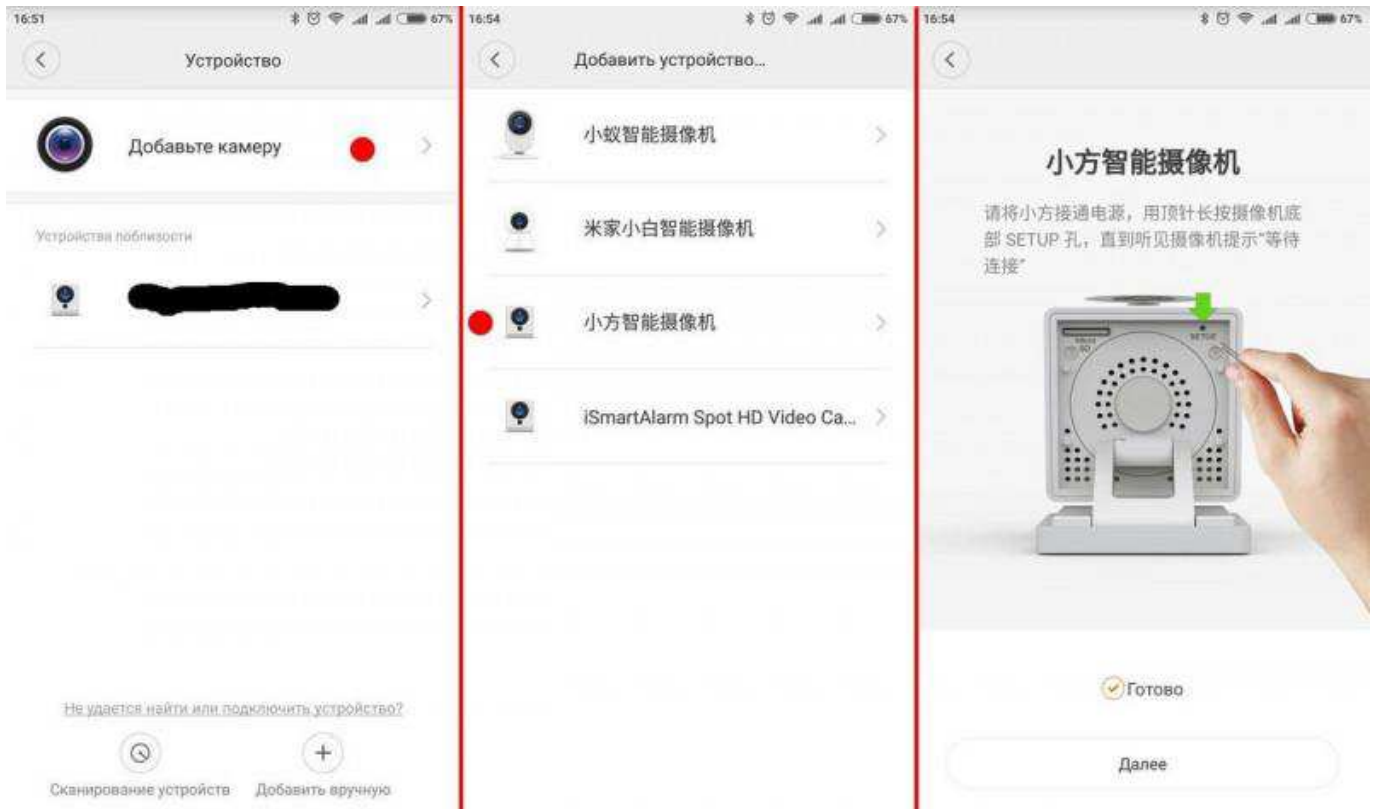 16:51
67%
Устройство
Добавьте камеру
Устройства поблизости
Не удается найти или подключить устройство?
Сканирование устройств
Добавить вручную
16:54
67%
Добавить устройство...
小蚁智能摄像机
米家小白智能摄像机
小方智能摄像机
iSmartAlarm Spot HD Video Ca...
16:54
67%
小方智能摄像机
请将小方接通电源，用顶针长按摄像机底
部 SETUP 孔，直到听见摄像机提示"等待
连接"
SETUP
Готово
Далее